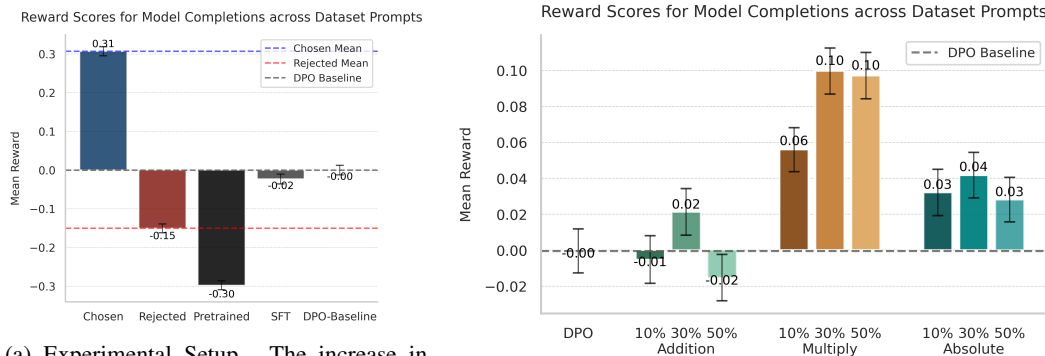 Reward Scores for Model Completions across Dataset Prompts
Mean Reward
0.3
0.2
0.1
0.0
−0.1
−0.2
−0.3
0.31
-0.15
-0.30
-0.02
-0.00
Chosen Mean
Rejected Mean
DPO Baseline
Chosen Rejected Pretrained SFT DPO-Baseline
(a) Experimental Setup. The increase in
Reward Scores for Model Completions across Dataset Prompts
Mean Reward
0.10
0.08
0.06
0.04
0.02
0.00
−0.02
DPO Baseline
-0.00
-0.01
0.02
-0.02
0.06
0.10
0.10
0.03
0.04
0.03
DPO 10% 30% 50% 10% 30% 50% 10% 30% 50%
Addition Multiply Absolute